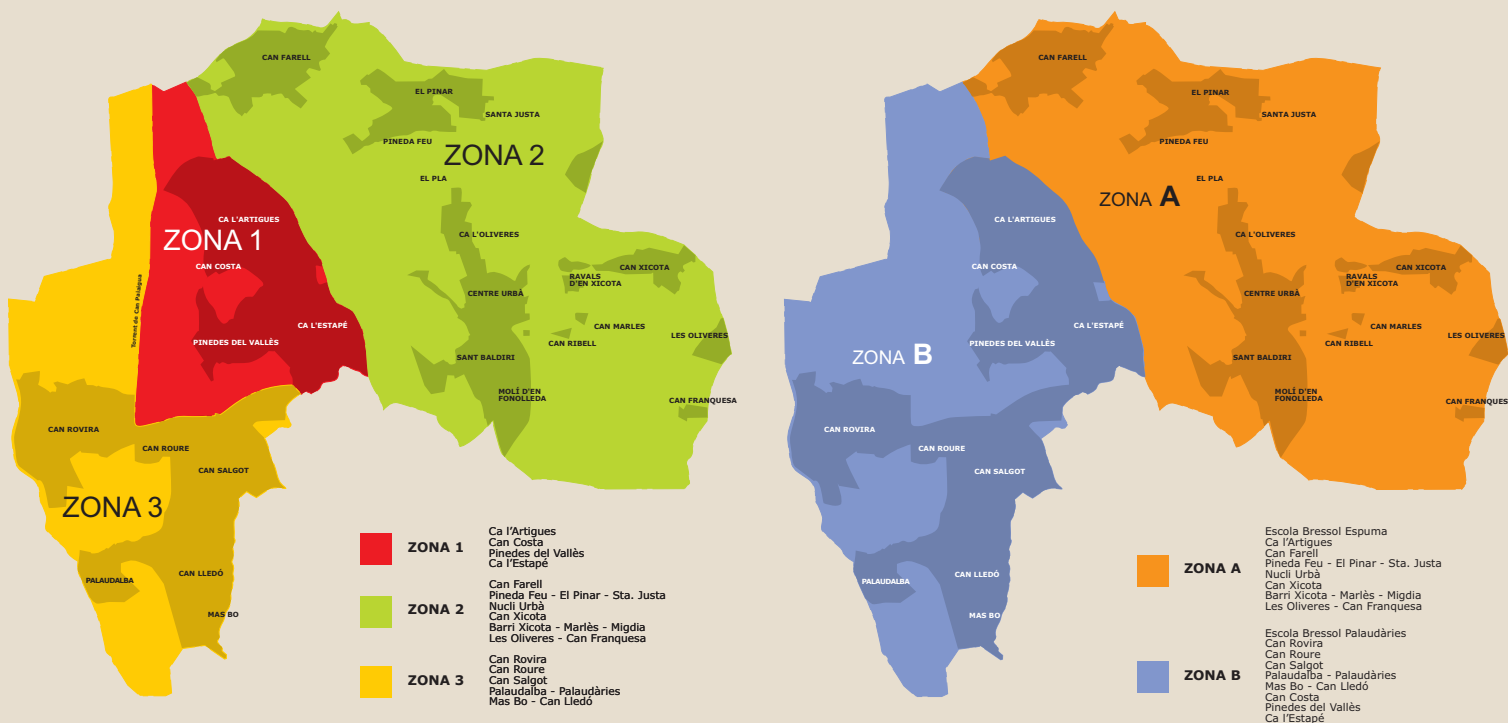 CAN FARELL
EL PINAR
SANTA JUSTA
PINEDA FEU
ZONA 2
EL PLA
CA L'ARTIGUES
ZONA 1
CA L'OLIVERES
CAN COSTA
CAN XICOTA
RAVALS
D'EN XICOTA
CENTRE URBÀ
Torrent de Can Palaigua
CA L'ESTAPÉ
CAN MARLES
LES OLIVERES
PINEDES DEL VALLÈS
CAN RIBELL
SANT BALDIRI
MOLÍ D'EN
FONOLLEDA
CAN FRANQUESA
CAN ROVIRA
CAN ROURE
CAN SALGOT
ZONA 3
CAN LLEDÓ
PALAUDALBA
MAS BO
ZONA 1
Ca l'Artigues
Can Costa
Pinedes del Vallès
Ca l'Estapé
ZONA 2
Can Farell
Pineda Feu - El Pinar - Sta. Justa
Nucli Urbà
Can Xicota
Barri Xicota - Marlès - Migdia
Les Oliveres - Can Franquesa
ZONA 3
Can Rovira
Can Roure
Can Salgot
Palaudalba - Palaudàries
Mas Bo - Can Lledó
CAN FARELL
EL PINAR
SANTA JUSTA
PINEDA FEU
EL PLA
ZONA A
CA L'ARTIGUES
CA L'OLIVERES
CAN COSTA
CAN XICOTA
RAVALS
D'EN XICOTA
CENTRE URBÀ
CA L'ESTAPÉ
CAN MARLES
LES OLIVERES
PINEDES DEL VALLÈS
CAN RIBELL
ZONA B
SANT BALDIRI
MOLÍ D'EN
FONOLLEDA
CAN FRANQUES
CAN ROVIRA
CAN ROURE
CAN SALGOT
CAN LLEDÓ
PALAUDALBA
MAS BO
ZONA A
Escola Bressol Espuma
Ca l'Artigues
Can Farell
Pineda Feu - El Pinar - Sta. Justa
Nucli Urbà
Can Xicota
Barri Xicota - Marlès - Migdia
Les Oliveres - Can Franquesa
ZONA B
Escola Bressol Palaudàries
Can Rovira
Can Roure
Can Salgot
Palaudalba - Palaudàries
Mas Bo - Can Lledó
Can Costa
Pinedes del Vallès
Ca l'Estapé